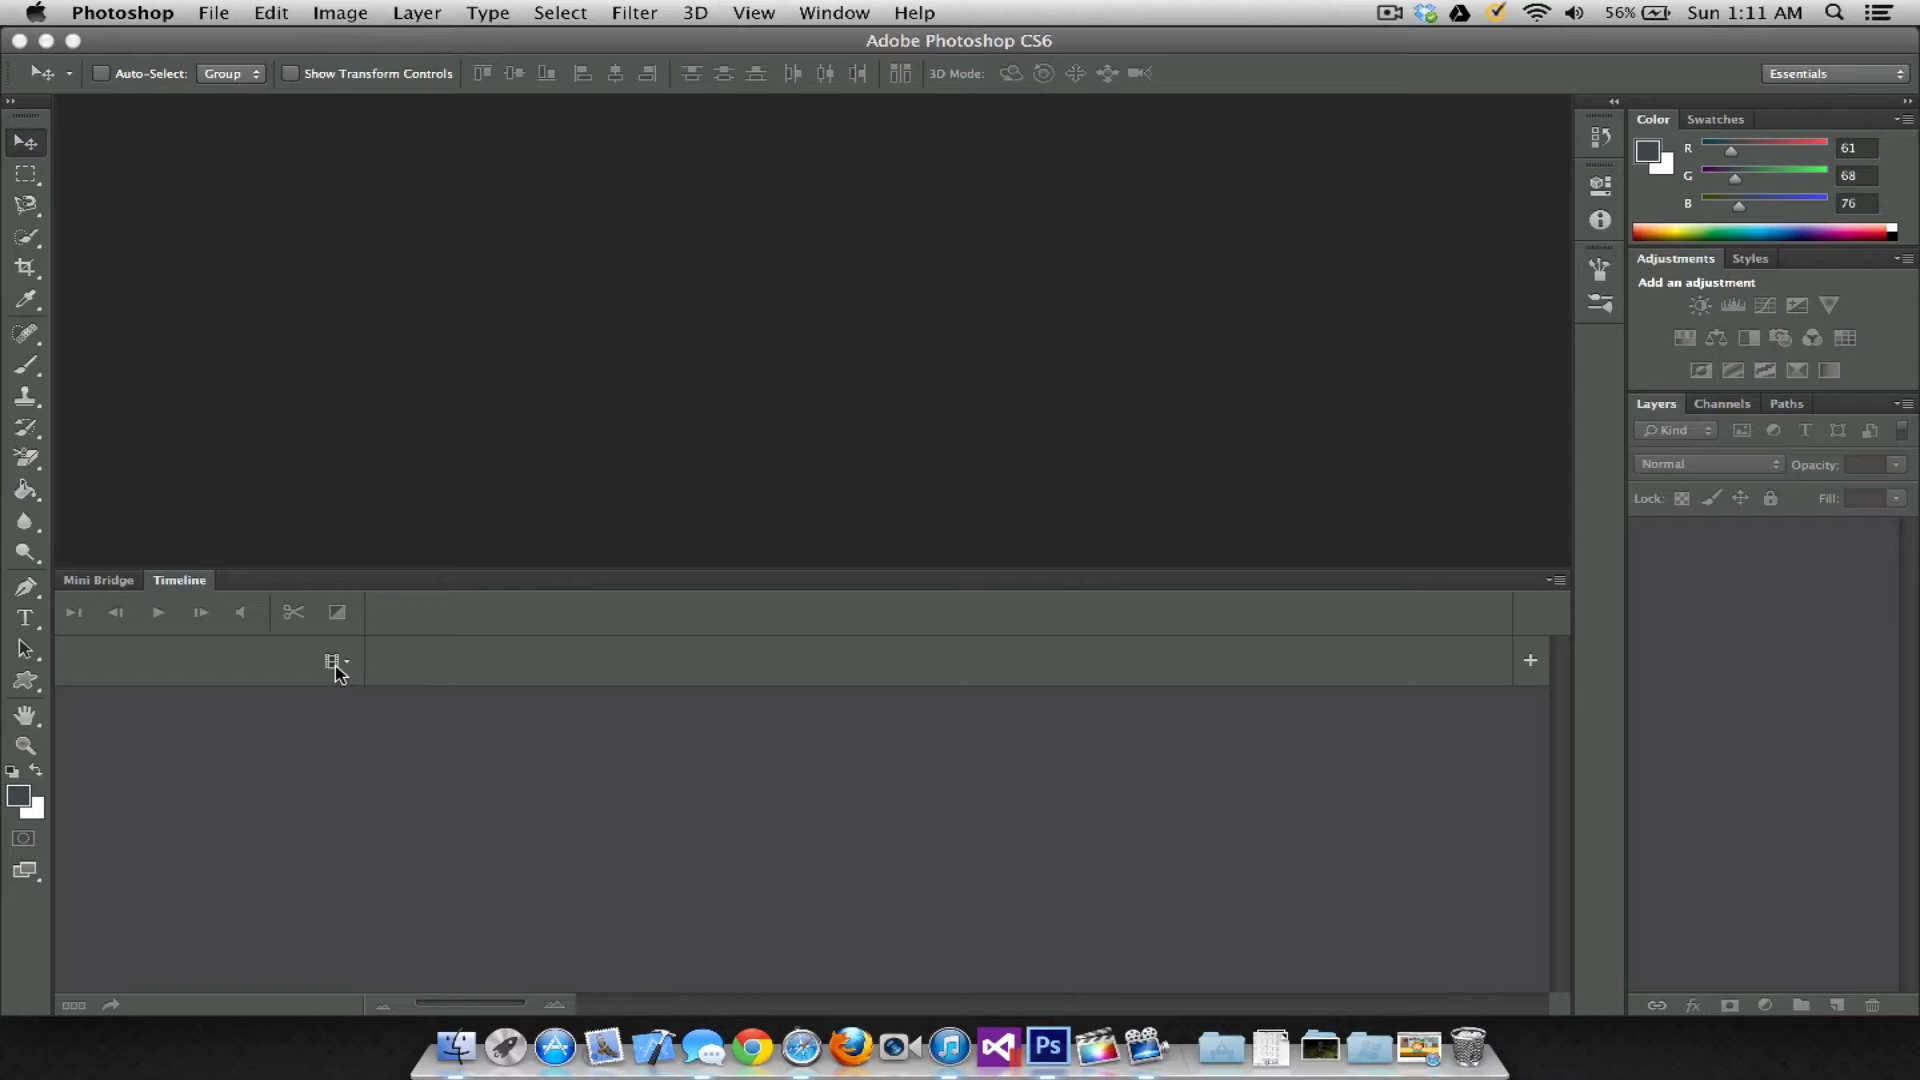 Photoshop File Edit Image Layer Type Select Filter 3D View Window Help 56% Sun 1:11 AM
Adobe Photoshop CS6
Auto-Select: Group Show Transform Controls 3D Mode: Essentials
Color Swatches
R 61
G 68
B 76
Adjustments Styles
Add an adjustment
Layers Channels Paths
Kind
Normal Opacity:
Lock: Fill:
Mini Bridge Timeline
Ps